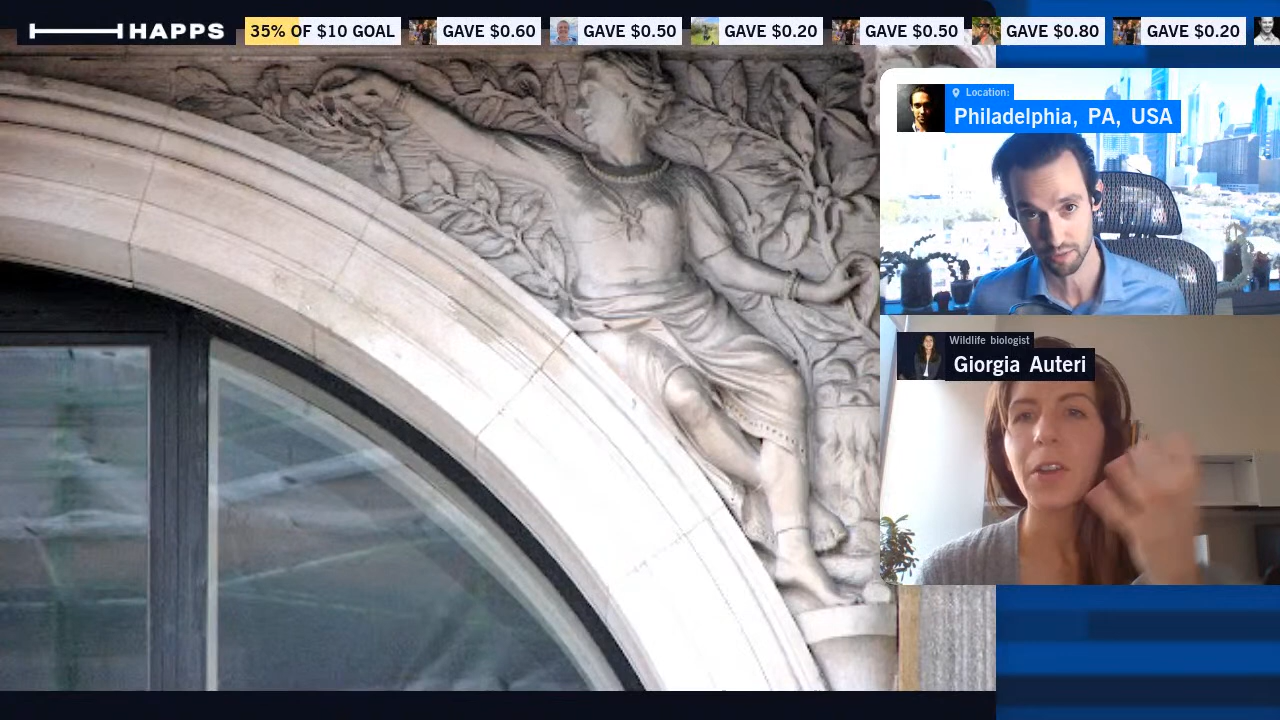 HAPPS
35% OF $10 GOAL
GAVE $0.60
GAVE $0.50
GAVE $0.20
GAVE $0.50
GAVE $0.80
GAVE $0.20
Location:
Philadelphia, PA, USA
Wildlife biologist
Giorgia Auteri